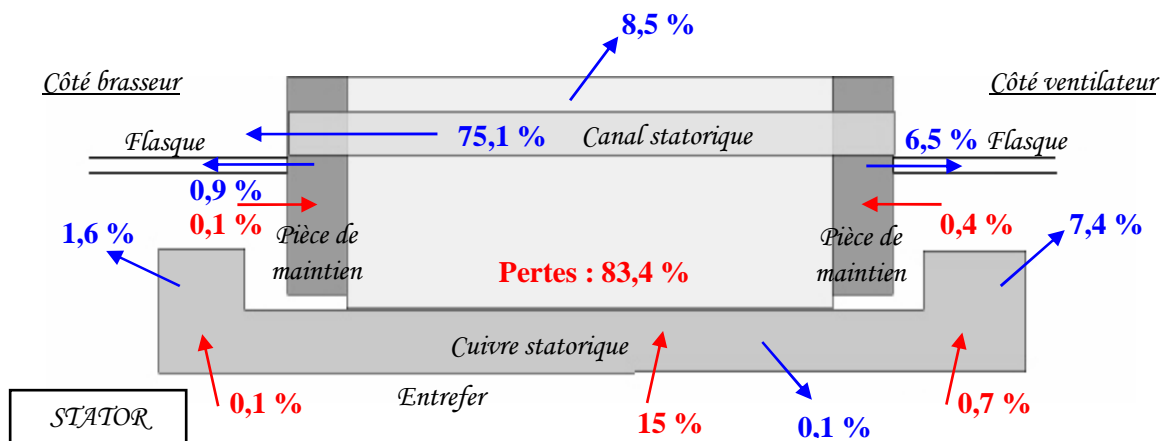 8,5 %
Côté brasseur
Côté ventilateur
Flasque
75,1 %
Canal statorique
6,5 %
Flasque
0,9 %
0,1 %
1,6 %
Pièce de
maintien
Pertes : 83,4 %
Pièce de
maintien
0,4 %
7,4 %
Cuivre statorique
Entrefer
0,1 %
15 %
0,1 %
0,7 %
STATOR